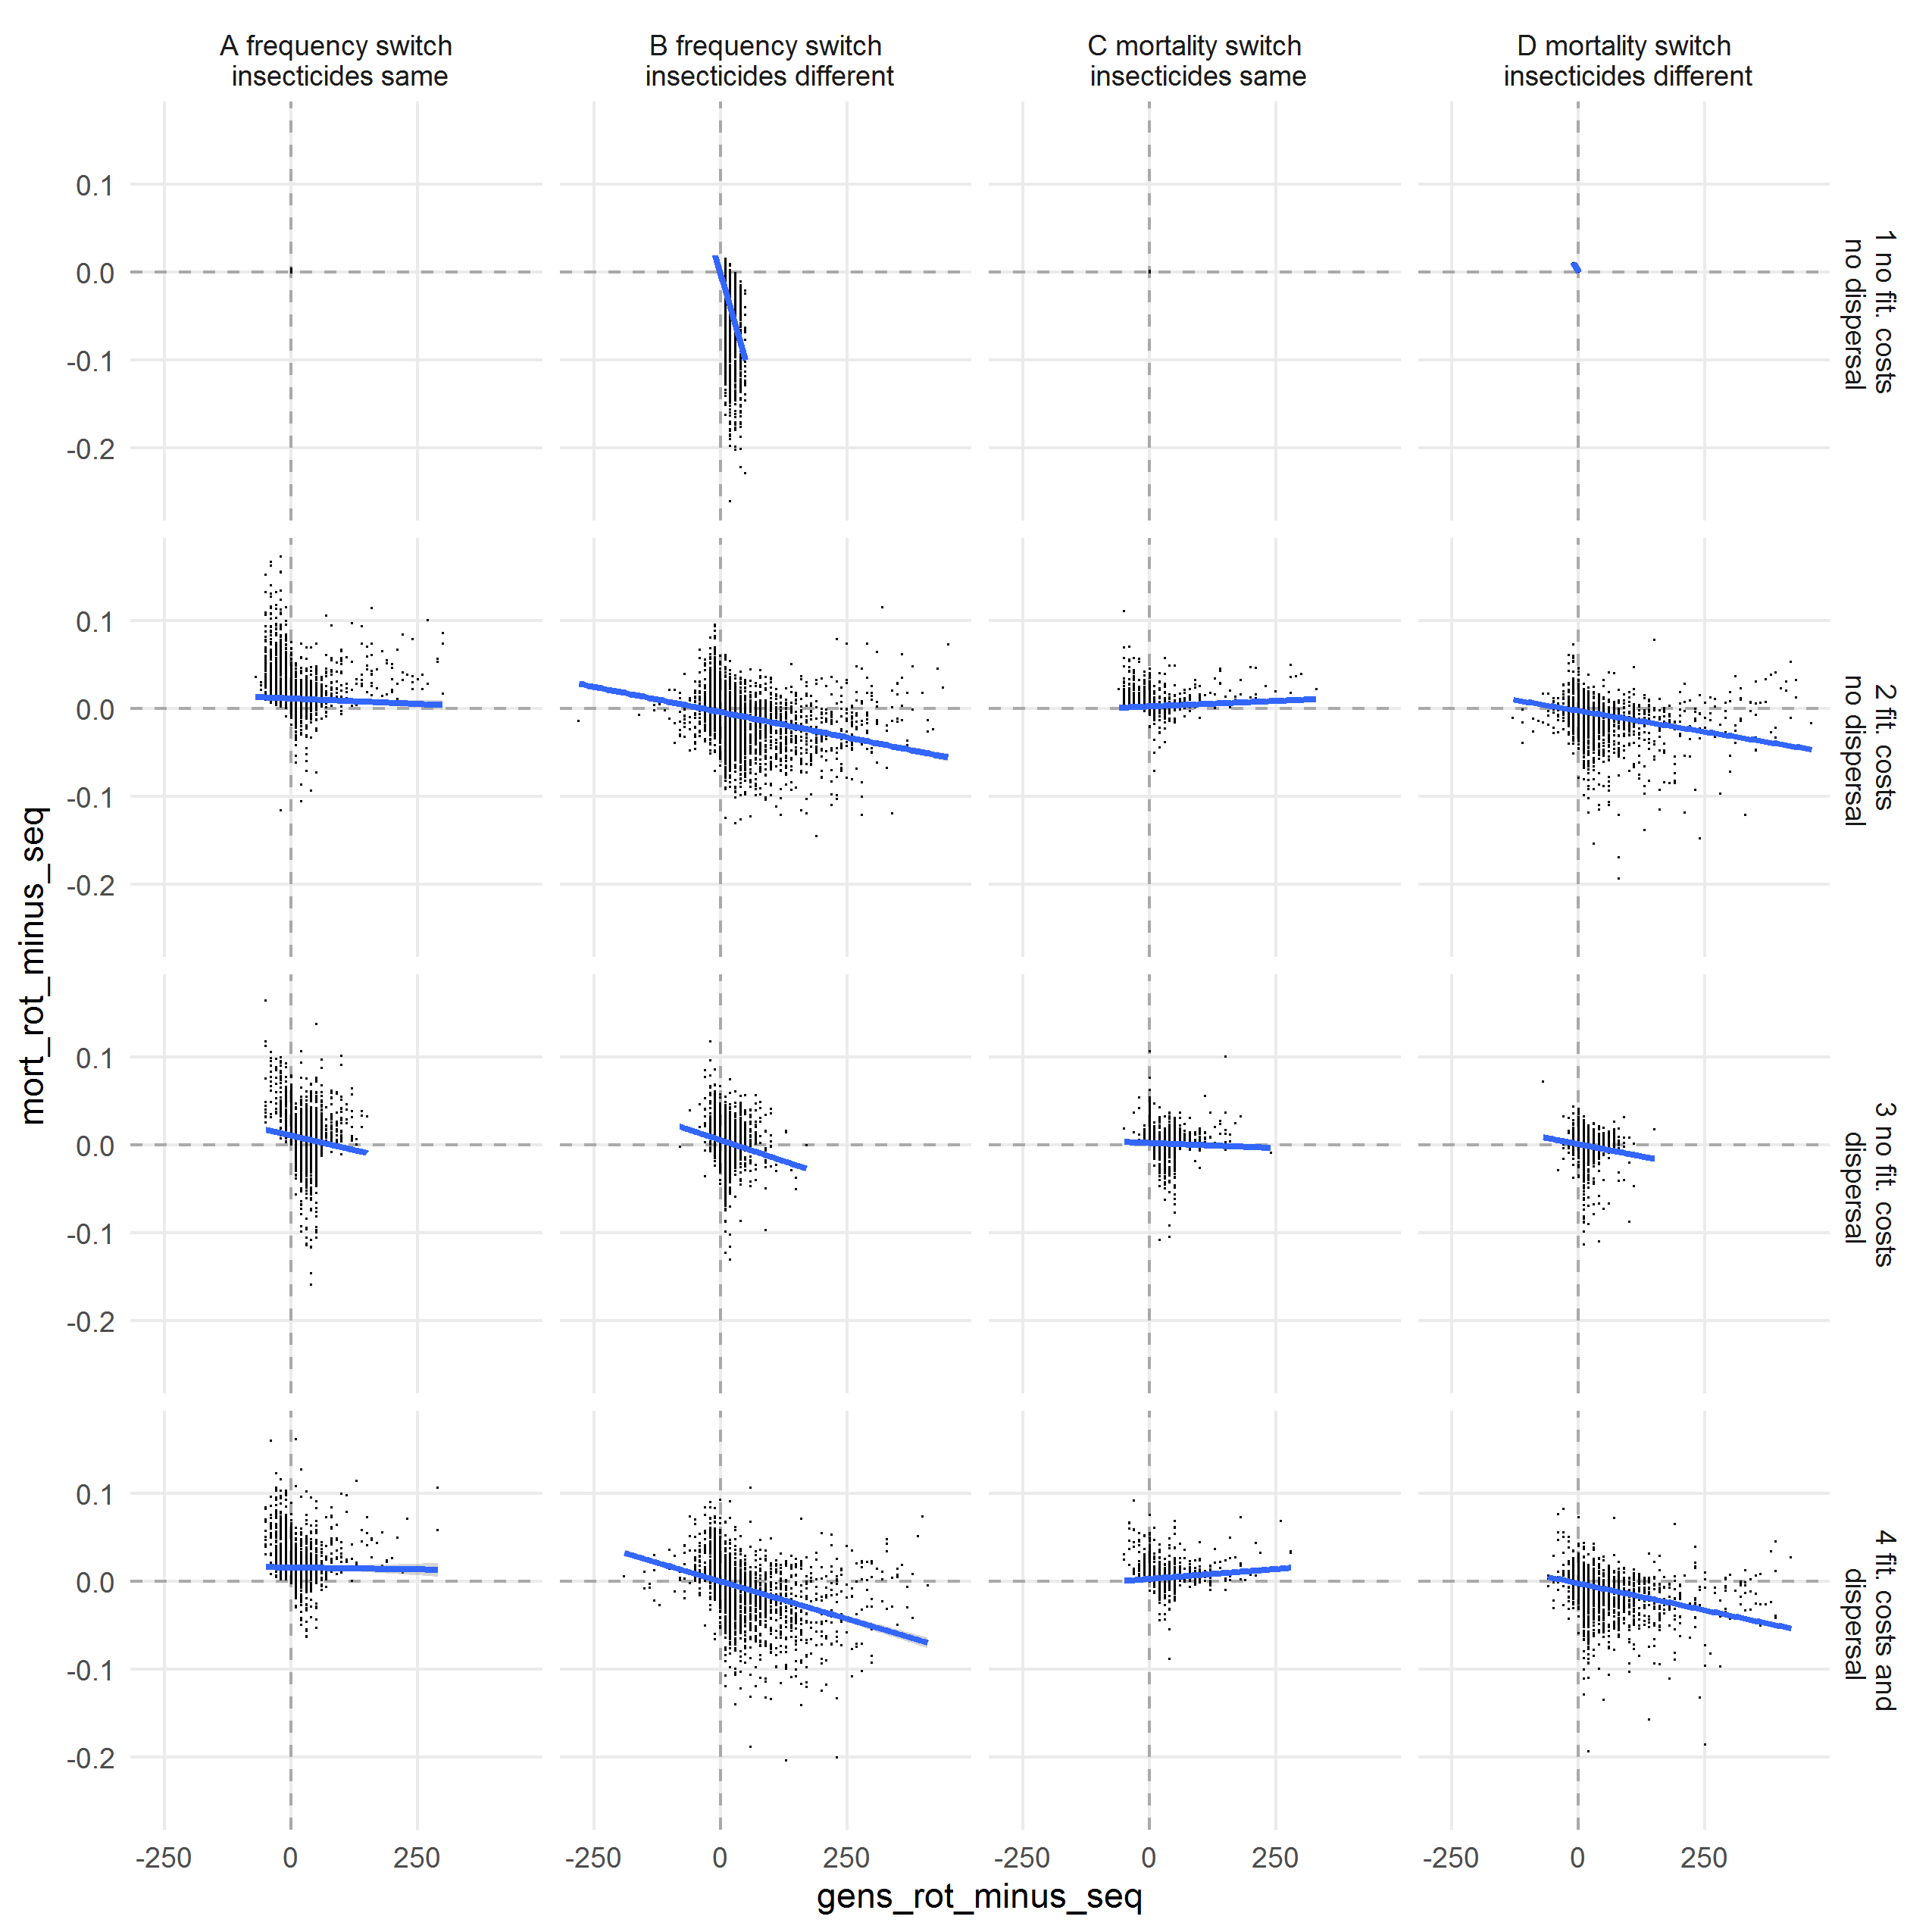 A frequency switch
insecticides same
B frequency switch
insecticides different
C mortality switch
insecticides same
D mortality switch
insecticides different
0.1
0.0
-0.1
-0.2
1 no fit. costs
no dispersal
0.1
0.0
-0.1
-0.2
2 fit. costs
no dispersal
0.1
0.0
-0.1
-0.2
3 no fit. costs
dispersal
0.1
0.0
-0.1
-0.2
4 fit. costs and
dispersal
mort_rot_minus_seq
-250 0 250
-250 0 250
-250 0 250
-250 0 250
gens_rot_minus_seq